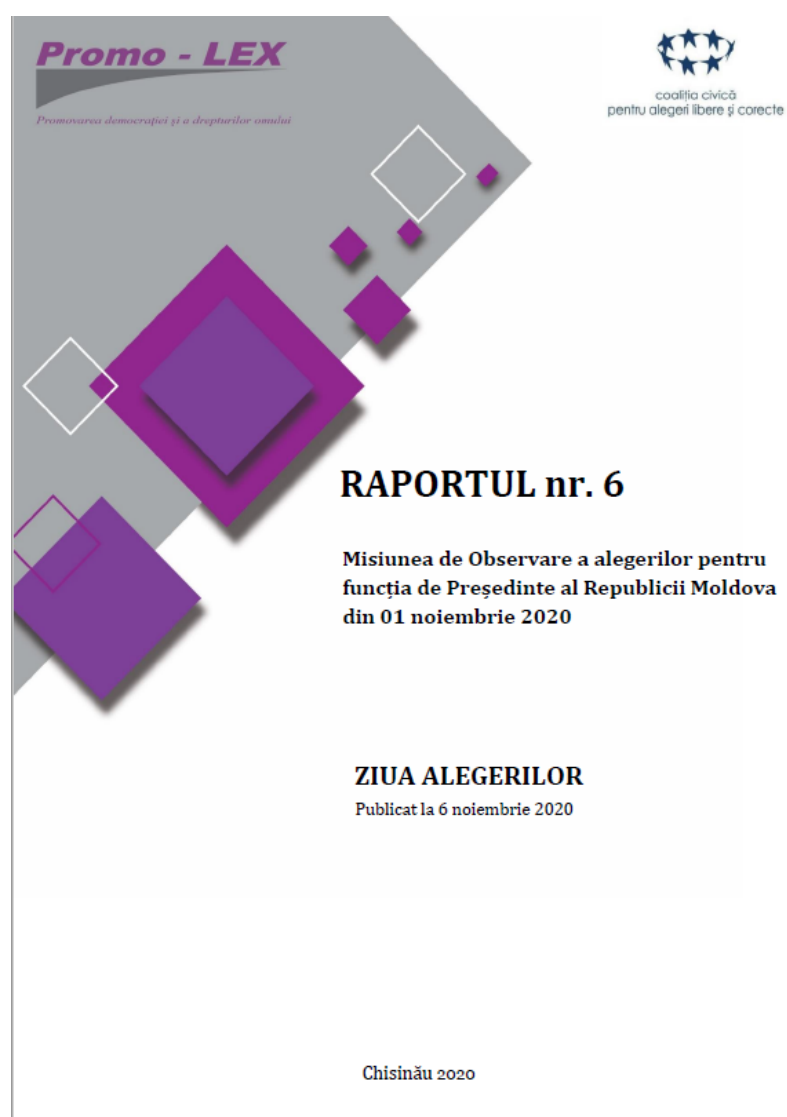 Promo - LEX
Promovarea democrației și a drepturilor omului
coaliția civică
pentru alegeri libere și corecte
RAPORTUL nr. 6
Misiunea de Observare a alegerilor pentru
funcția de Președinte al Republicii Moldova
din 01 noiembrie 2020
ZIUA ALEGERILOR
Publicat la 6 noiembrie 2020
Chisinău 2020